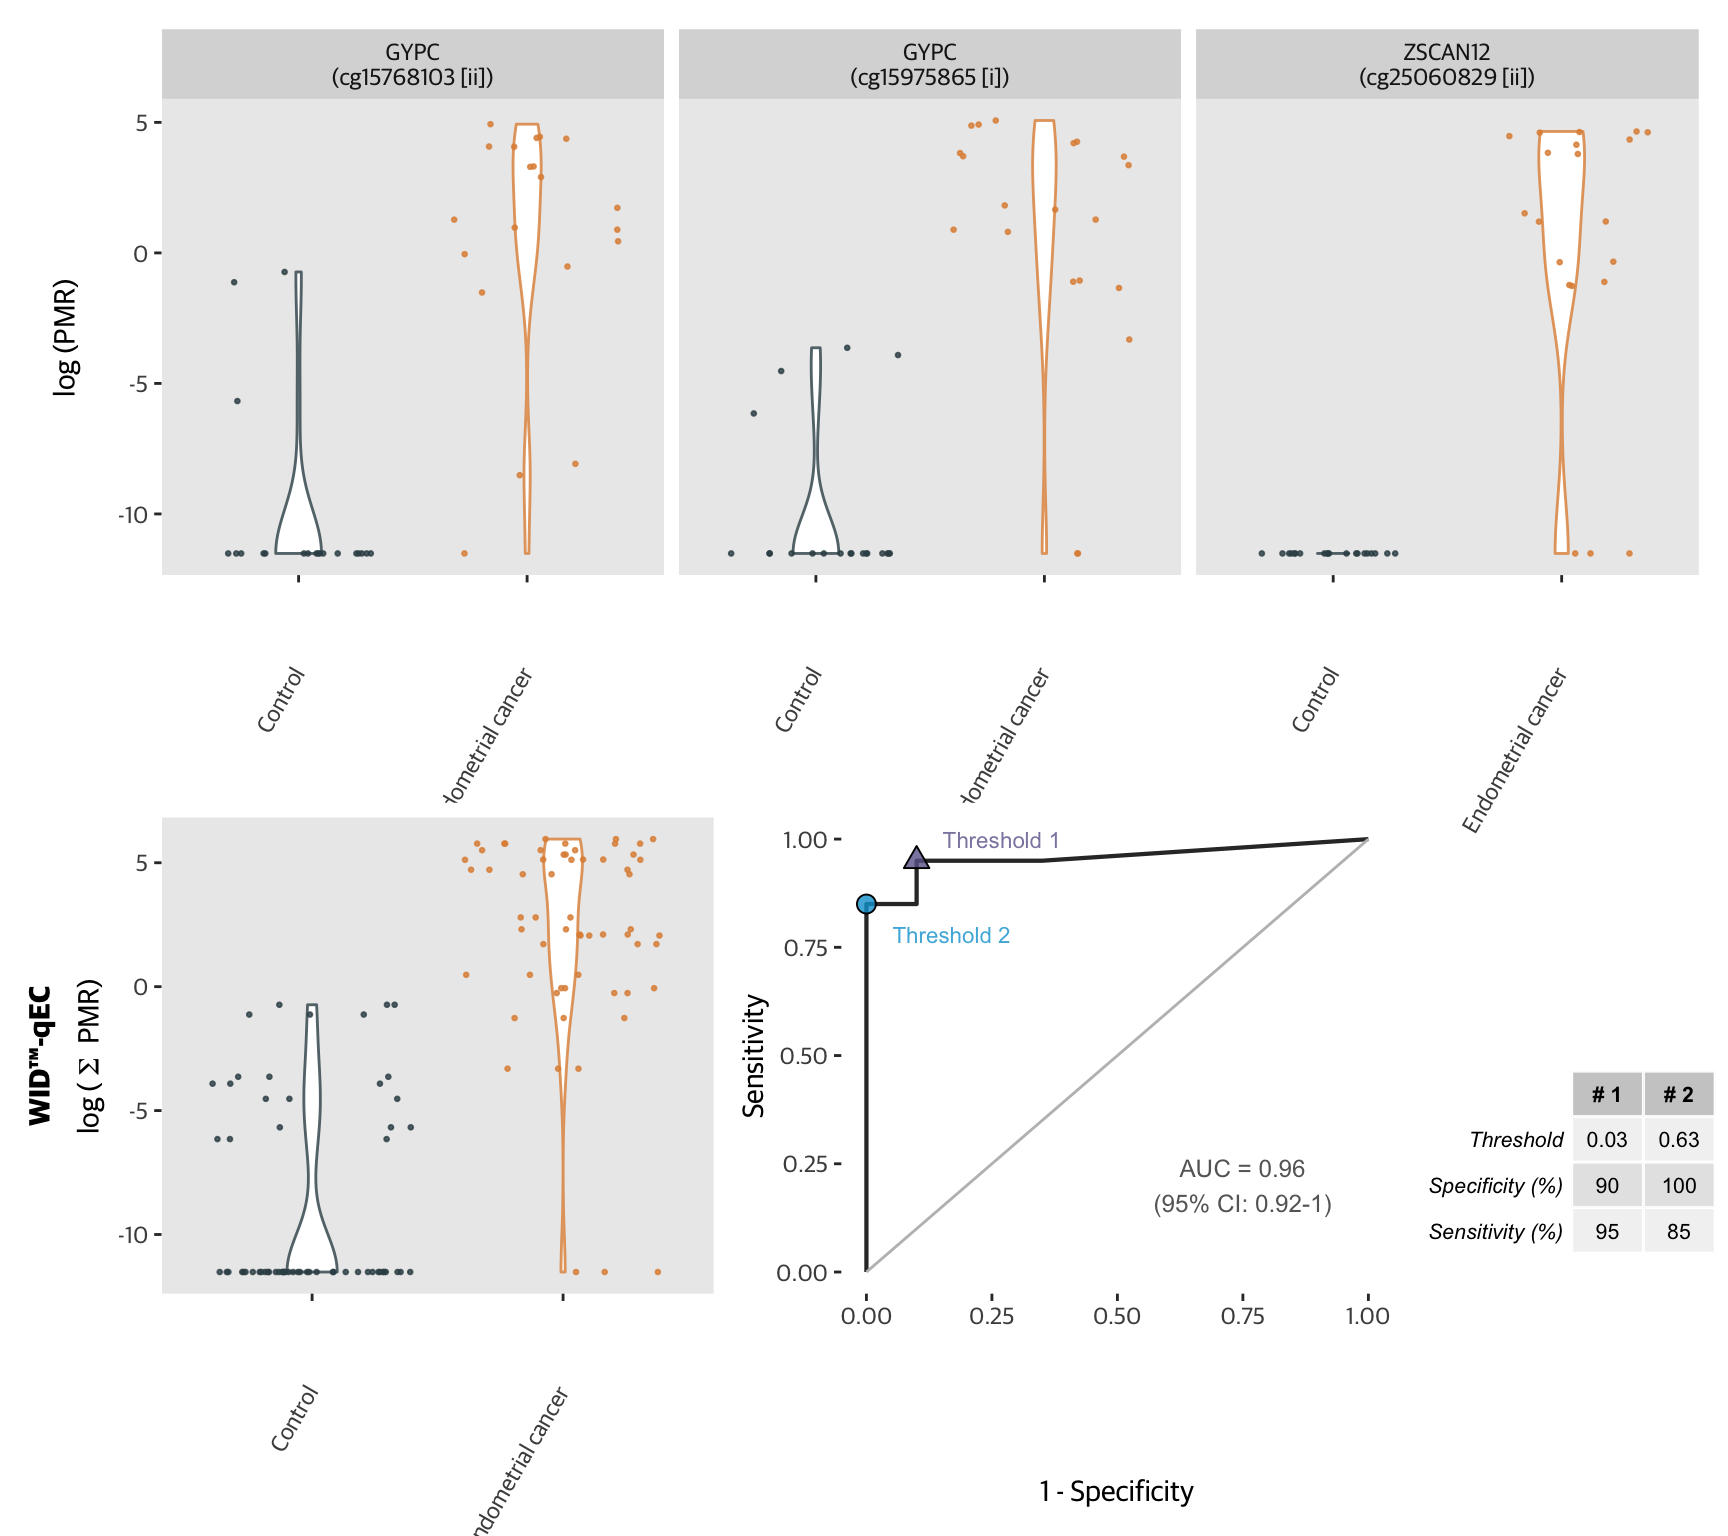 GYPC
(cg15768103 [ii])
GYPC
(cg15975865 [i])
ZSCAN12
(cg25060829 [ii])
log (PMR)
5
0
-5
-10
Control
Control
Control
Endometrial cancer
WID™-qEC
log ( Σ PMR)
5
0
-5
-10
Control
cancer
Sensitivity
1.00
0.75
0.50
0.25
0.00
Threshold 1
Threshold 2
AUC = 0.96
(95% CI: 0.92-1)
0.00 0.25 0.50 0.75 1.00
1 - Specificity
# 1 # 2
Threshold 0.03 0.63
Specificity (%) 90 100
Sensitivity (%) 95 85